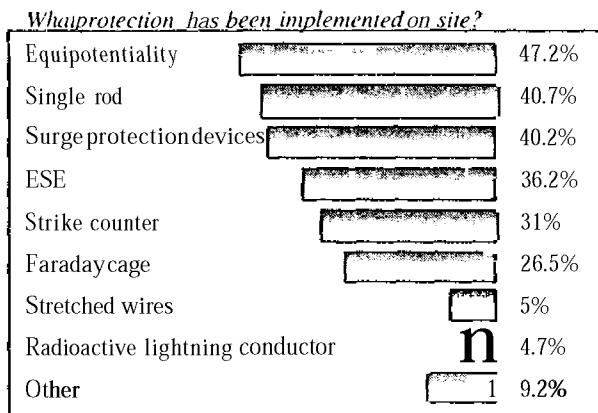 Whatprotection has been implemented on site?
Equipotentiality 47.2%
Single rod 40.7%
Surge protection devices 40.2%
ESE 36.2%
Strike counter 31%
Faraday cage 26.5%
Stretched wires 5%
Radioactive lightning conductor n 4.7%
Other 1 9.2%